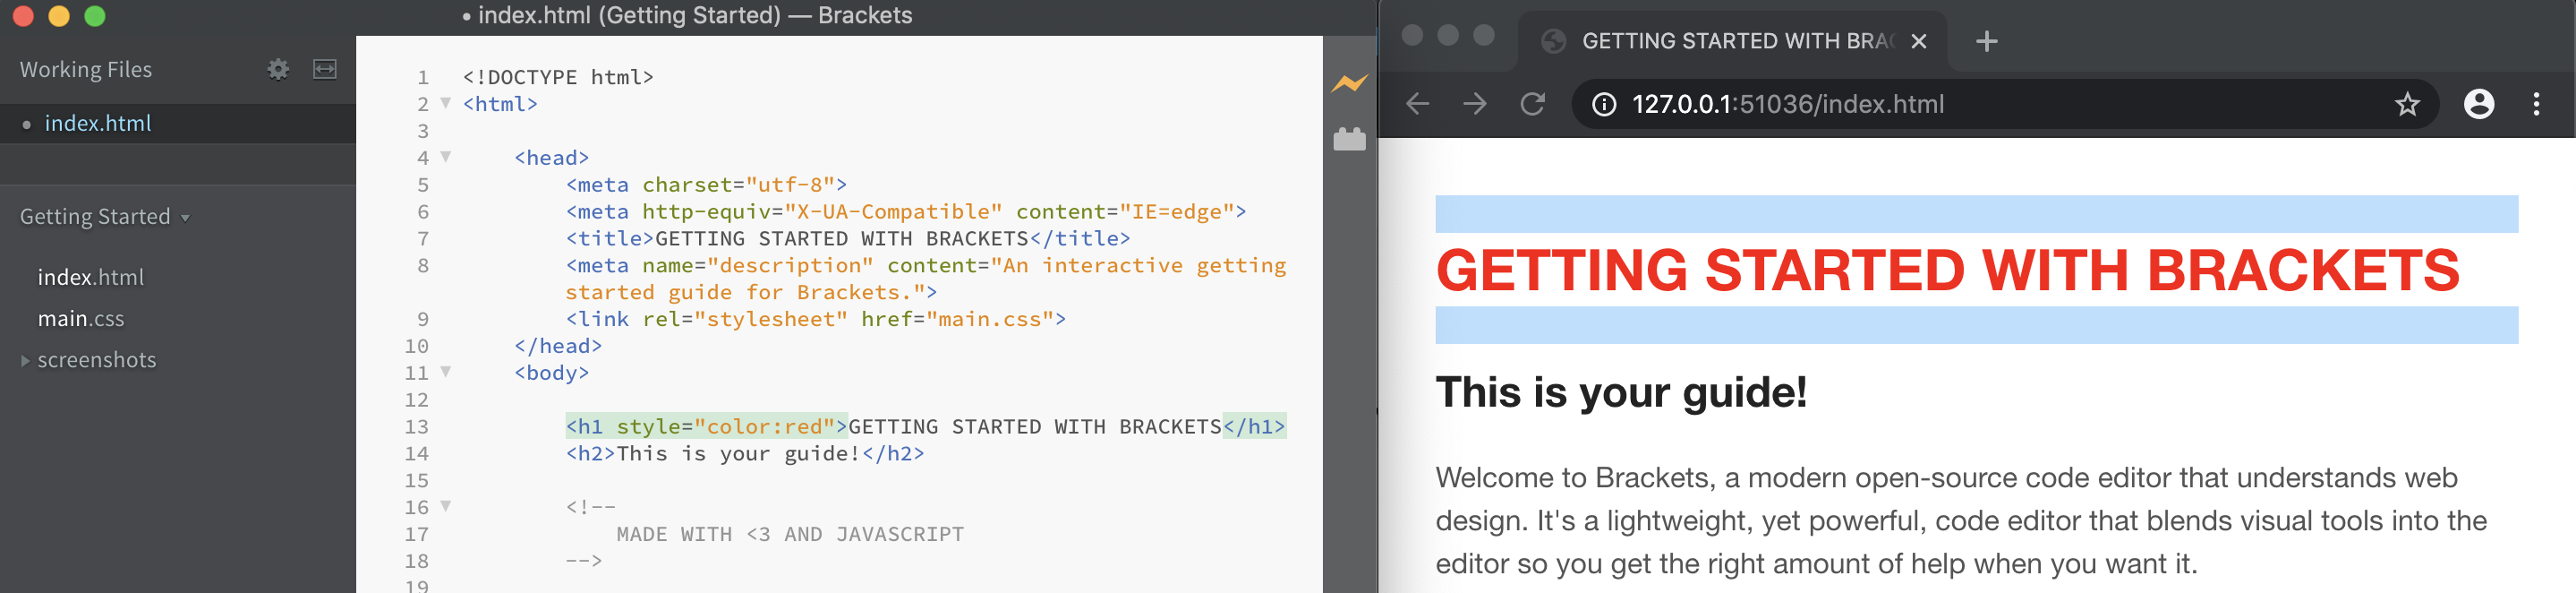 • index.html (Getting Started) — Brackets
Working Files
• index.html
Getting Started
index.html
main.css
screenshots
1 <!DOCTYPE html>
2 <html>
3
4 <head>
5 <meta charset="utf-8">
6 <meta http-equiv="X-UA-Compatible" content="IE=edge">
7 <title>GETTING STARTED WITH BRACKETS</title>
8 <meta name="description" content="An interactive getting
started guide for Brackets.">
9 <link rel="stylesheet" href="main.css">
10 </head>
11 <body>
12
13 <h1 style="color:red">GETTING STARTED WITH BRACKETS</h1>
14 <h2>This is your guide!</h2>
15
16 <!--
17 MADE WITH <3 AND JAVASCRIPT
18 -->
19
GETTING STARTED WITH BRA
127.0.0.1:51036/index.html
GETTING STARTED WITH BRACKETS
This is your guide!
Welcome to Brackets, a modern open-source code editor that understands web
design. It's a lightweight, yet powerful, code editor that blends visual tools into the
editor so you get the right amount of help when you want it.